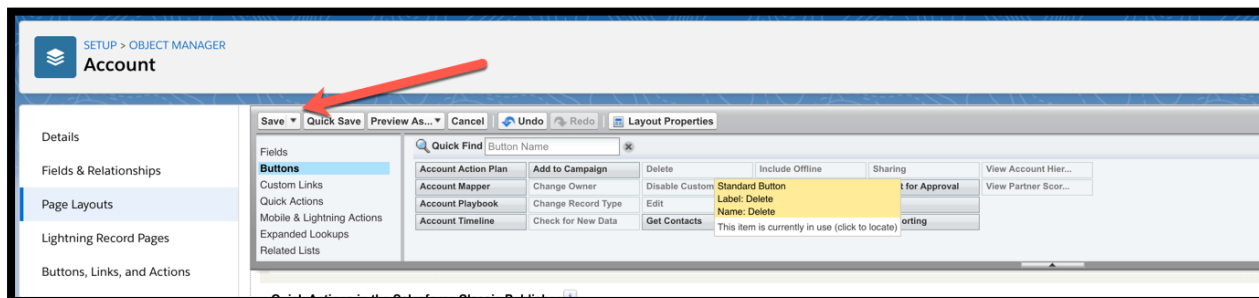 SETUP > OBJECT MANAGER
Account
Details
Fields & Relationships
Page Layouts
Lightning Record Pages
Buttons, Links, and Actions
Save Quick Save Preview As... Cancel Undo Redo Layout Properties
Fields
Buttons
Custom Links
Quick Actions
Mobile & Lightning Actions
Expanded Lookups
Related Lists
Quick Find Button Name
Account Action Plan Add to Campaign Delete Include Offline Sharing View Account Hier...
Account Mapper Change Owner Disable Custom t for Approval View Partner Scor...
Account Playbook Change Record Type Edit
Account Timeline Check for New Data Get Contacts orting
Standard Button
Label: Delete
Name: Delete
This item is currently in use (click to locate)